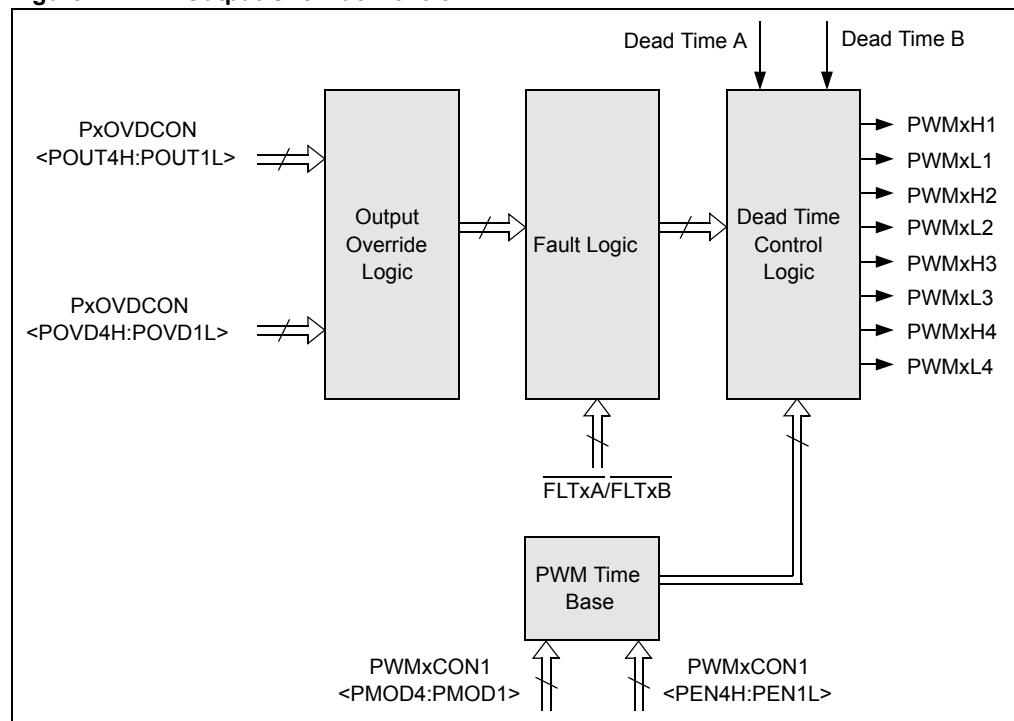 Dead Time A
Dead Time B
PxOVDCON
<POUT4H:POUT1L>
PxOVDCON
<POVD4H:POVD1L>
Output
Override
Logic
Fault Logic
Dead Time
Control
Logic
PWMxH1
PWMxL1
PWMxH2
PWMxL2
PWMxH3
PWMxL3
PWMxH4
PWMxL4
FLTxA/FLTxB
PWM Time
Base
PWMxCON1
<PMOD4:PMOD1>
PWMxCON1
<PEN4H:PEN1L>